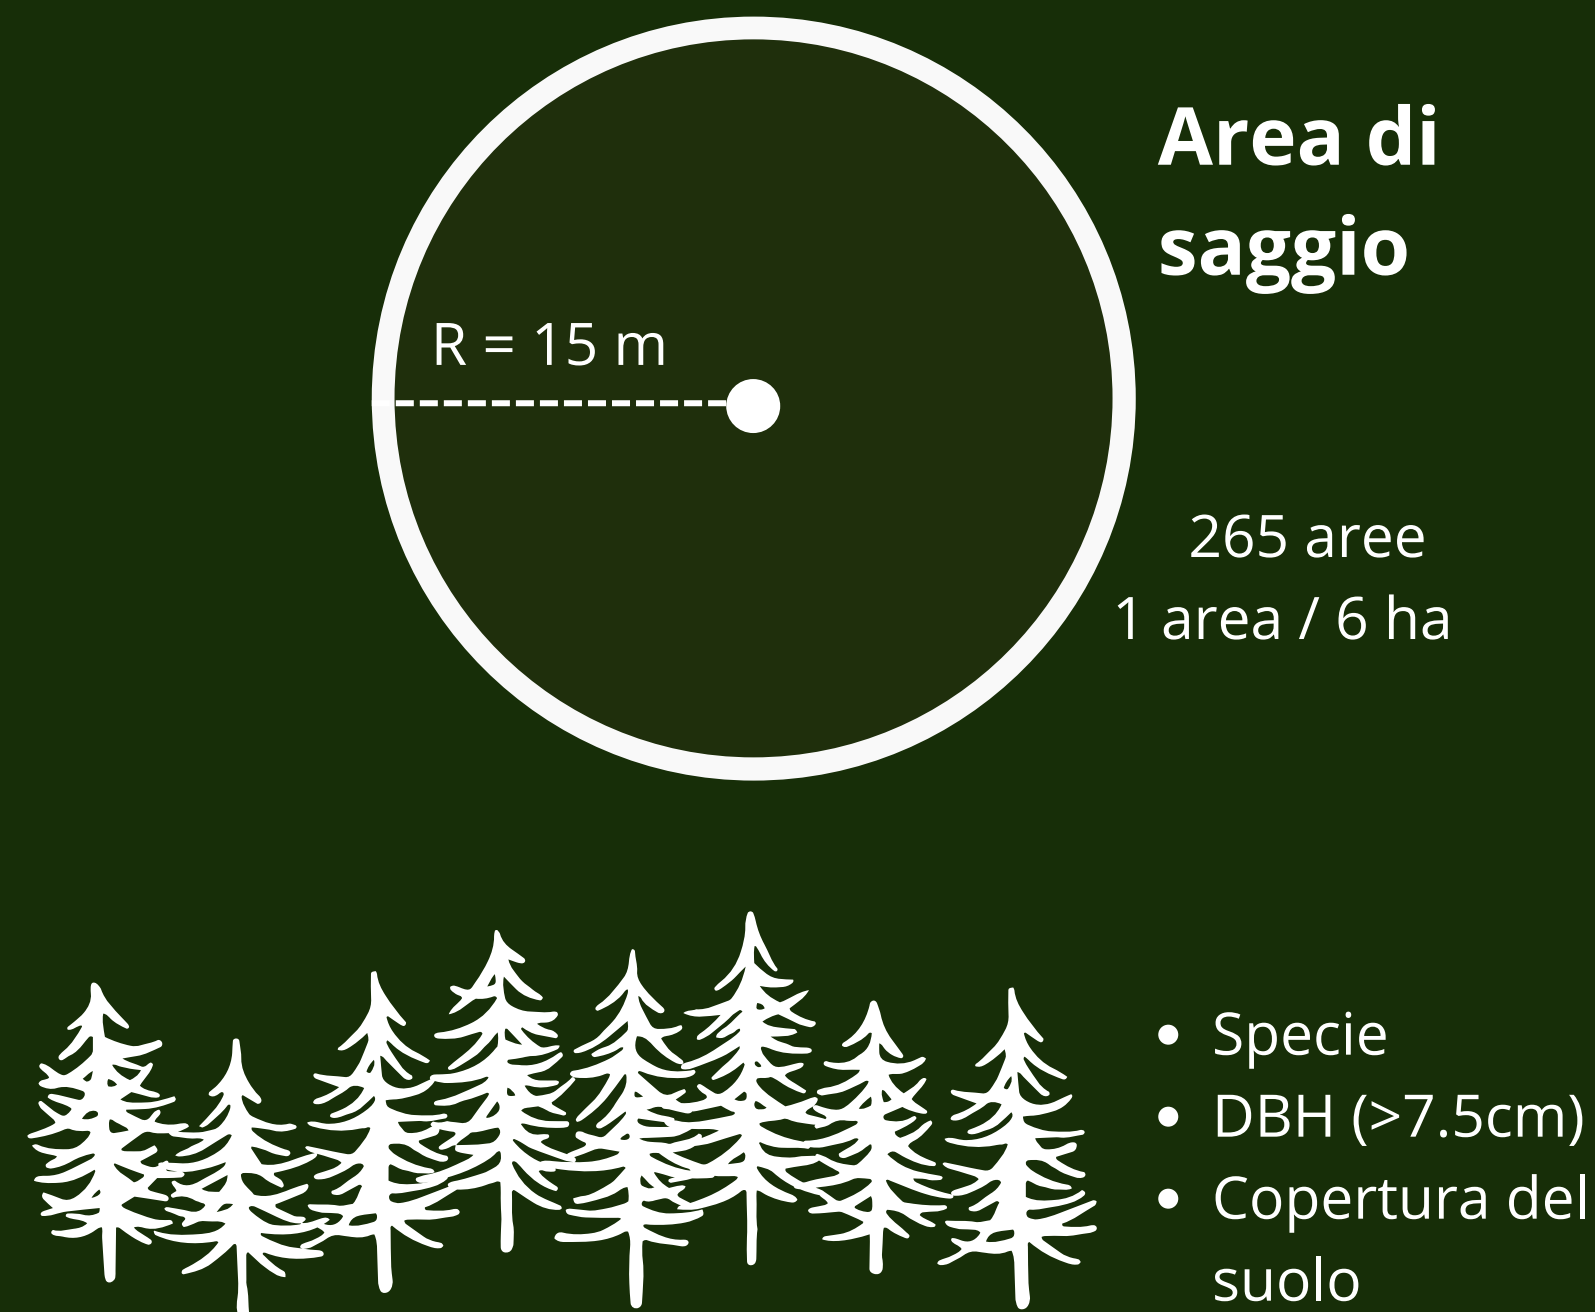 Area di
saggio
R = 15 m
265 aree
1 area / 6 ha
• Specie
• DBH (>7.5cm)
• Copertura del
suolo